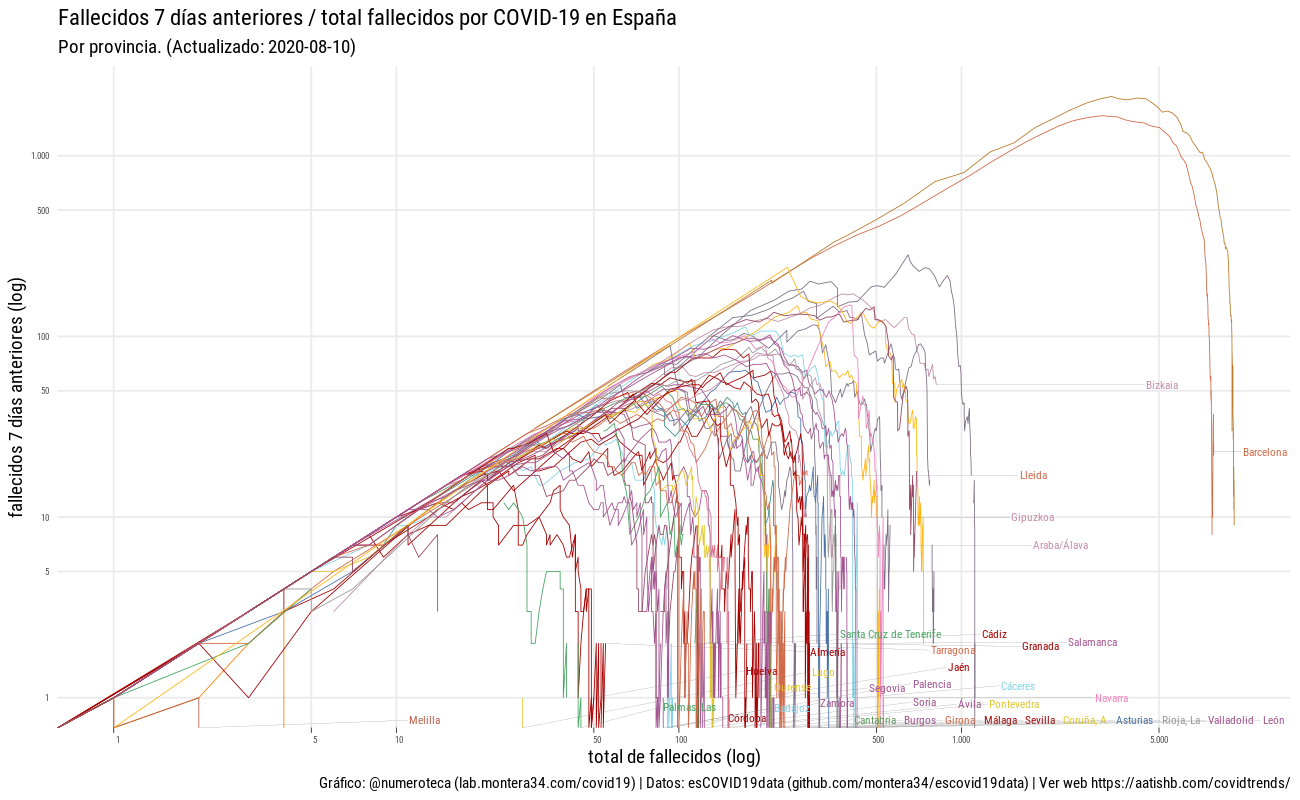 Fallecidos 7 días anteriores / total fallecidos por COVID-19 en España
Por provincia. (Actualizado: 2020-08-10)
fallecidos 7 días anteriores (log)
1.000
500
100
50
10
5
1
Bizkaia
Barcelona
Lleida
Gipuzkoa
Araba/Álava
Santa Cruz de Tenerife
Cádiz
Granada
Salamanca
Almería
Tarragona
Huelva
Lugo
Jaén
Ourense
Segovia
Palencia
Cáceres
Palmas, Las
Badajoz
Zamora
Soria
Ávila
Pontevedra
Navarra
Melilla
Córdoba
Cantabria
Burgos
Girona
Málaga
Sevilla
Coruña, A
Asturias
Rioja, La
Valladolid
León
1
5
10
50
100
500
1.000
5.000
total de fallecidos (log)
Gráfico: @numeroteca (lab.montera34.com/covid19) | Datos: esCOVID19data (github.com/montera34/escovid19data) | Ver web https://aatishb.com/covidtrends/